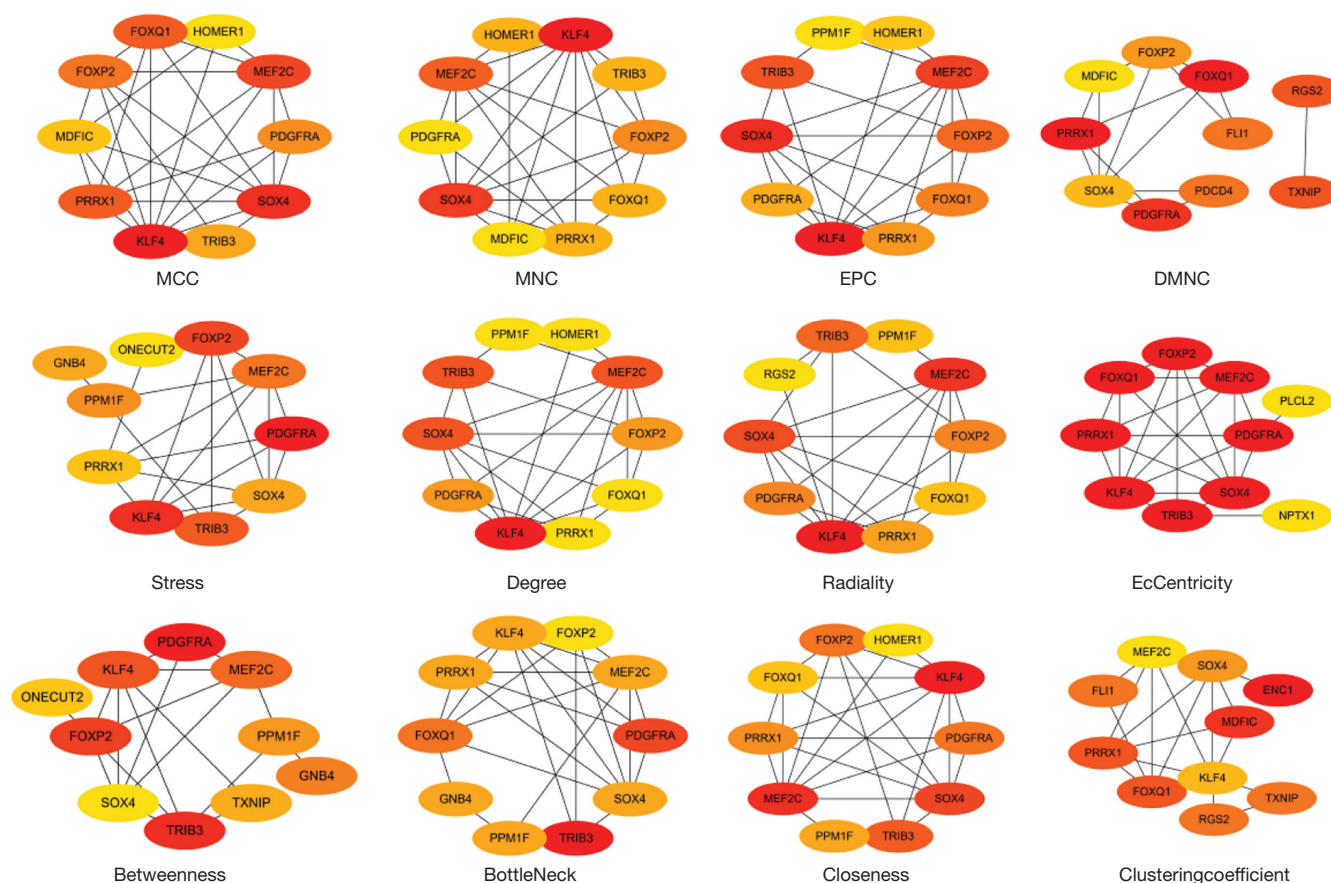 FOXQ1
HOMER1
FOXP2
MEF2C
MDFIC
PDGFRA
PRRX1
SOX4
KLF4
TRIB3
MCC
HOMER1
KLF4
MEF2C
TRIB3
PDGFRA
FOXP2
SOX4
FOXQ1
MDFIC
PRRX1
MNC
PPM1F
HOMER1
TRIB3
MEF2C
SOX4
FOXP2
PDGFRA
FOXQ1
KLF4
PRRX1
EPC
FOXP2
MDFIC
FOXQ1
RGS2
PRRX1
FLI1
SOX4
PDCD4
TXNIP
PDGFRA
DMNC
ONECUT2
FOXP2
GNB4
MEF2C
PPM1F
PDGFRA
PRRX1
SOX4
KLF4
TRIB3
Stress
PPM1F
HOMER1
TRIB3
MEF2C
SOX4
FOXP2
PDGFRA
FOXQ1
KLF4
PRRX1
Degree
TRIB3
PPM1F
RGS2
MEF2C
SOX4
FOXP2
PDGFRA
FOXQ1
KLF4
PRRX1
Radiality
FOXP2
FOXQ1
MEF2C
PLCL2
PRRX1
PDGFRA
KLF4
SOX4
TRIB3
NPTX1
EcCentricity
PDGFRA
KLF4
MEF2C
ONECUT2
FOXP2
PPM1F
GNB4
SOX4
TXNIP
TRIB3
Betweenness
KLF4
FOXP2
PRRX1
MEF2C
FOXQ1
PDGFRA
GNB4
SOX4
PPM1F
TRIB3
BottleNeck
FOXP2
HOMER1
FOXQ1
KLF4
PRRX1
PDGFRA
MEF2C
SOX4
PPM1F
TRIB3
Closeness
MEF2C
SOX4
FLI1
ENC1
MDFIC
PRRX1
KLF4
FOXQ1
TXNIP
RGS2
Clusteringcoefficient